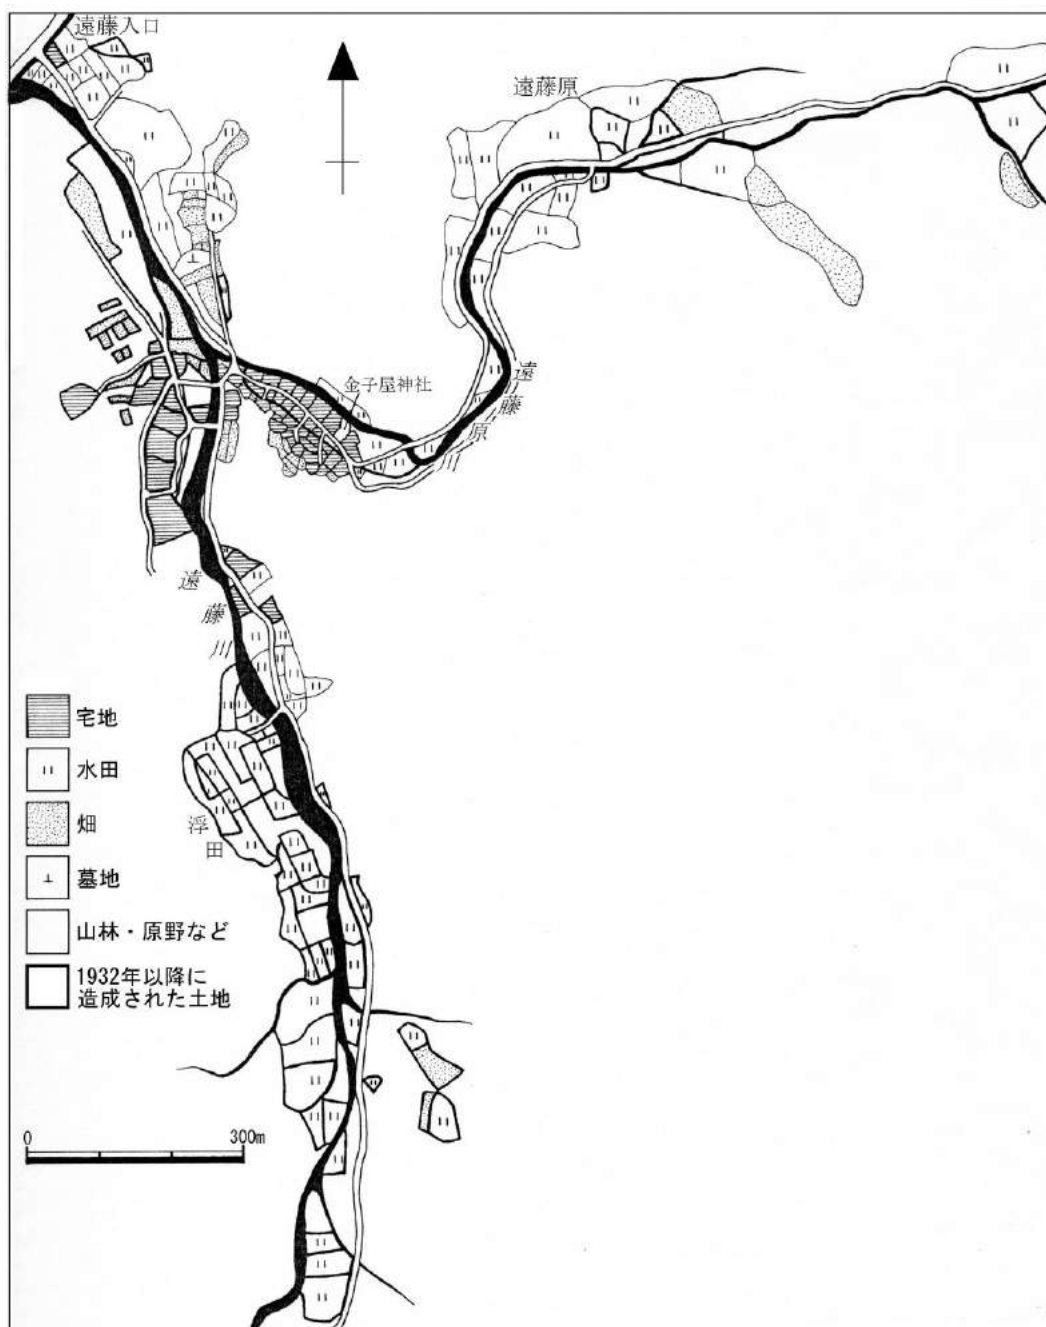 遠藤入口
遠藤原
金子屋神社
遠藤原川
遠藤川
浮田
宅地
水田
畑
墓地
山林・原野など
1932年以降に
造成された土地
0
300m